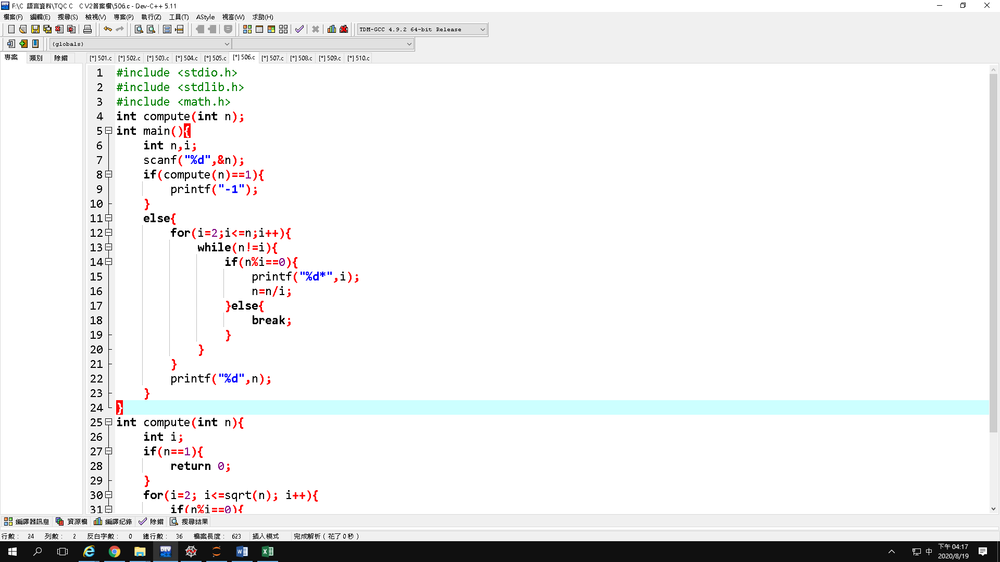 F:\C 語言資料\TQC C   C V2答案檔\506.c - Dev-C++ 5.11
檔案(F) 編輯(E) 搜尋(S) 檢視(V) 專案(P) 執行(Z) 工具(T) AStyle 視窗(W) 求助(H)
TDM-GCC 4.9.2 64-bit Release
(globals)
專案 類別 除錯 [*] 501.c [*] 502.c [*] 503.c [*] 504.c [*] 505.c [*] 506.c [*] 507.c [*] 508.c [*] 509.c [*] 510.c
1 #include <stdio.h>
2 #include <stdlib.h>
3 #include <math.h>
4 int compute(int n);
5 int main(){
6     int n,i;
7     scanf("%d",&n);
8     if(compute(n)==1){
9         printf("-1");
10     }
11     else{
12         for(i=2;i<=n;i++){
13             while(n!=i){
14                 if(n%i==0){
15                     printf("%d*",i);
16                     n=n/i;
17                 }else{
18                     break;
19                 }
20             }
21         }
22         printf("%d",n);
23     }
24 }
25 int compute(int n){
26     int i;
27     if(n==1){
28         return 0;
29     }
30     for(i=2; i<=sqrt(n); i++){
31         if(n%i==0){
編譯器訊息 資源檔 編譯紀錄 除錯 搜尋結果
行數： 24 列數： 2 反白字數： 0 總行數： 36 檔案長度： 623 插入模式 完成解析 ( 花了 0 秒 )
DEV 中 下午 04:17
2020/8/19